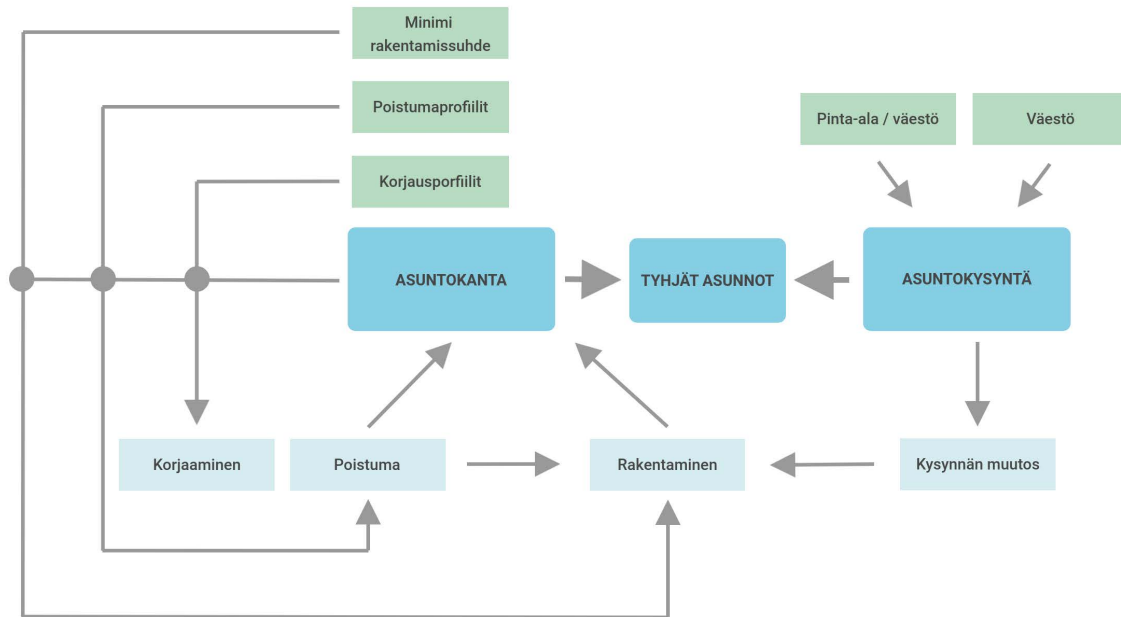 Minimi
rakentamissuhde
Poistumaprofiilit
Pinta-ala / väestö
Väestö
Korjausporfiilit
ASUNTOKANTA
TYHJÄT ASUNNOT
ASUNTOKYSYNTÄ
Korjaaminen
Poistuma
Rakentaminen
Kysynnän muutos